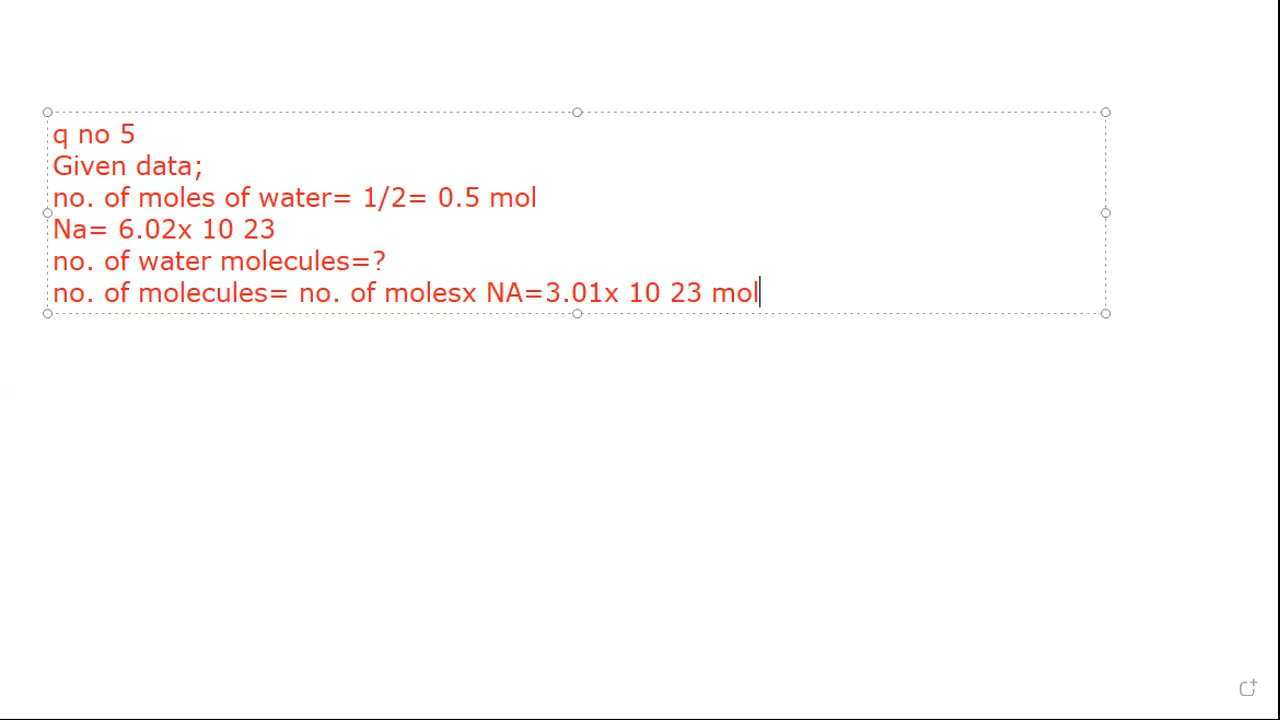 q no 5
Given data;
no. of moles of water= 1/2= 0.5 mol
Na= 6.02x 10 23
no. of water molecules=?
no. of molecules= no. of molesx NA=3.01x 10 23 mol